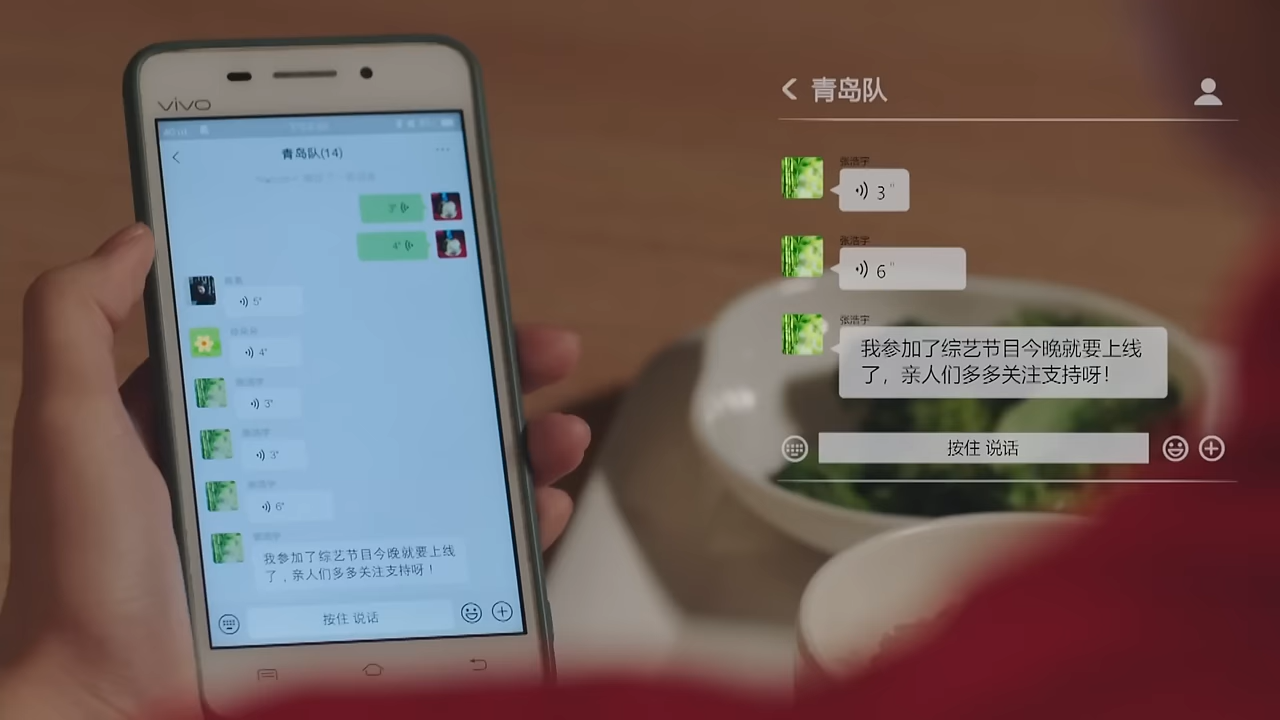 vivo
青岛队(14)
3"
4"
5"
4"
3"
3"
6"
我参加了综艺节目今晚就要上线
了，亲人们多多关注支持呀！
按住 说话
青岛队
张浩宇
3"
张浩宇
6"
张浩宇
我参加了综艺节目今晚就要上线
了，亲人们多多关注支持呀！
按住 说话